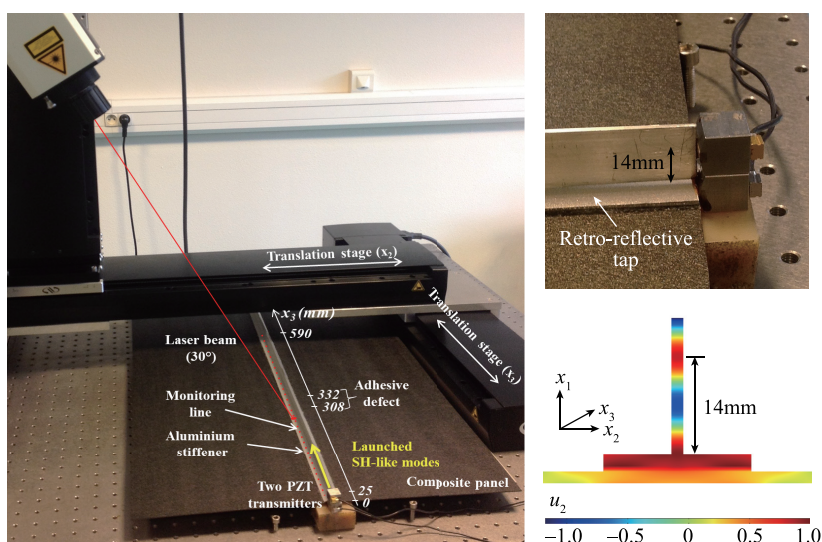 Translation stage (x₂)
x₃(mm)
590
Translation stage (x₃)
Laser beam
(30°)
332
308
Adhesive
defect
Monitoring
line
Aluminium
stiffener
Launched
SH-like modes
Two PZT
transmitters
Composite panel
25
0
14mm
Retro-reflective
tap
x₁
x₃
x₂
14mm
u₂
−1.0 −0.5 0 0.5 1.0